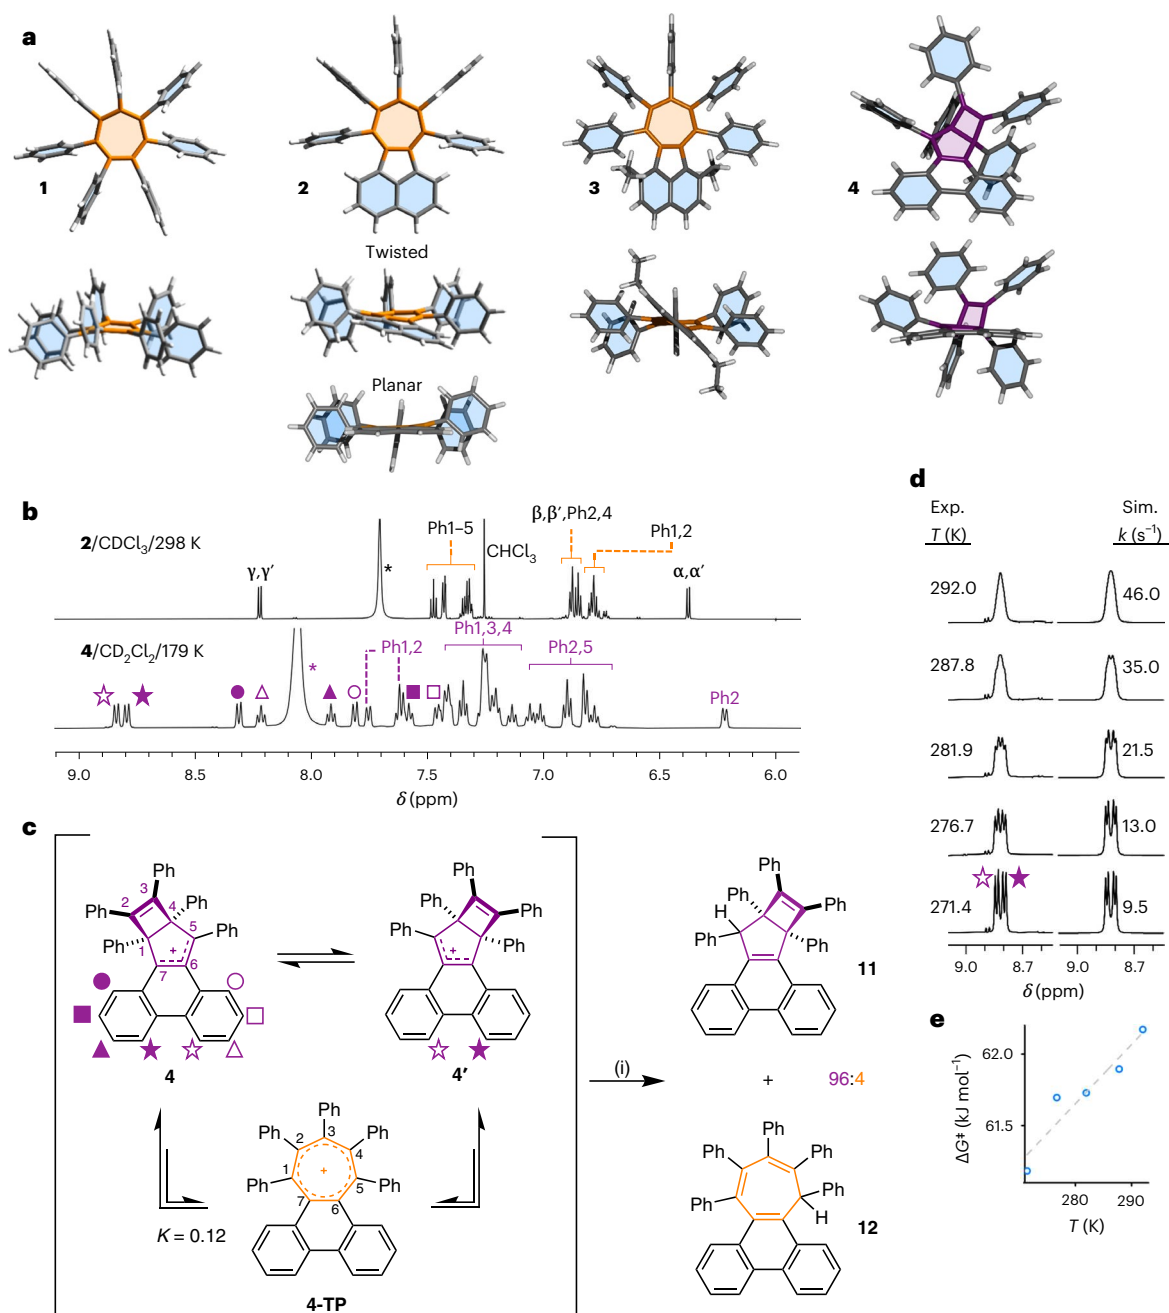 a
1
2
3
4
Twisted
Planar
b
2/CDCl3/298 K
γ,γ′
*
Ph1–5
CHCl3
β,β′,Ph2,4
Ph1,2
α,α′
4/CD2Cl2/179 K
*
Ph1,2
Ph1,3,4
Ph2,5
Ph2
9.0 8.5 8.0 7.5 7.0 6.5 6.0
δ (ppm)
c
Ph Ph Ph Ph Ph
1 2 3 4 5 6 7
+
4
Ph Ph Ph Ph Ph
+
4′
Ph Ph Ph Ph Ph
1 2 3 4 5 6 7
+
K = 0.12
4-TP
(i)
Ph Ph Ph Ph Ph
H
11
+
96:4
Ph Ph Ph Ph Ph
H
12
d
Exp. Sim.
T (K) k (s−1)
292.0 46.0
287.8 35.0
281.9 21.5
276.7 13.0
271.4 9.5
9.0 8.7 9.0 8.7
δ (ppm)
e
ΔG‡ (kJ mol−1)
62.0
61.5
280 290
T (K)